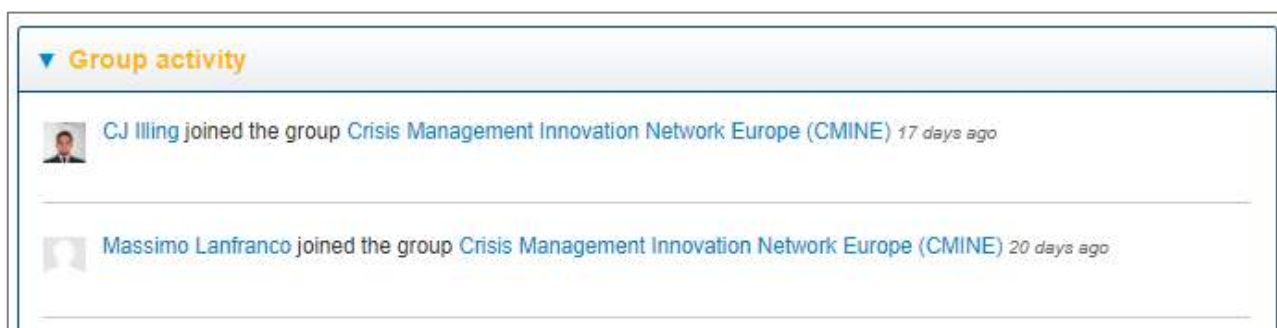 Group activity
CJ Illing joined the group Crisis Management Innovation Network Europe (CMINE) 17 days ago
Massimo Lanfranco joined the group Crisis Management Innovation Network Europe (CMINE) 20 days ago